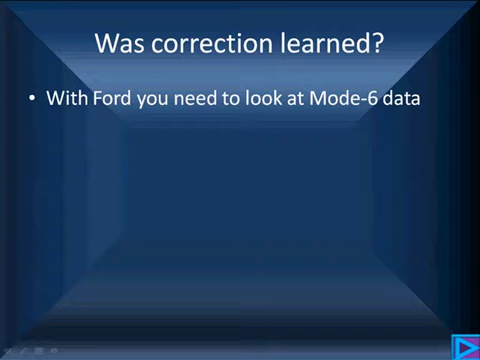 Was correction learned?
• With Ford you need to look at Mode-6 data